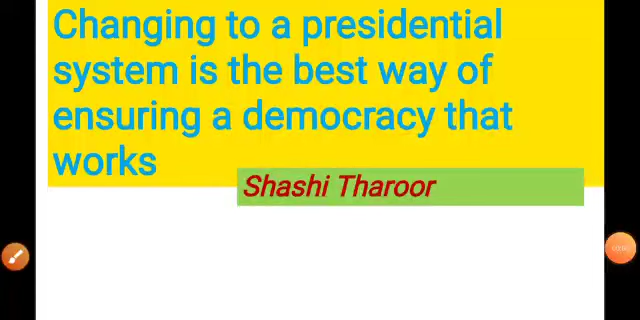 Changing to a presidential
system is the best way of
ensuring a democracy that
works
Shashi Tharoor